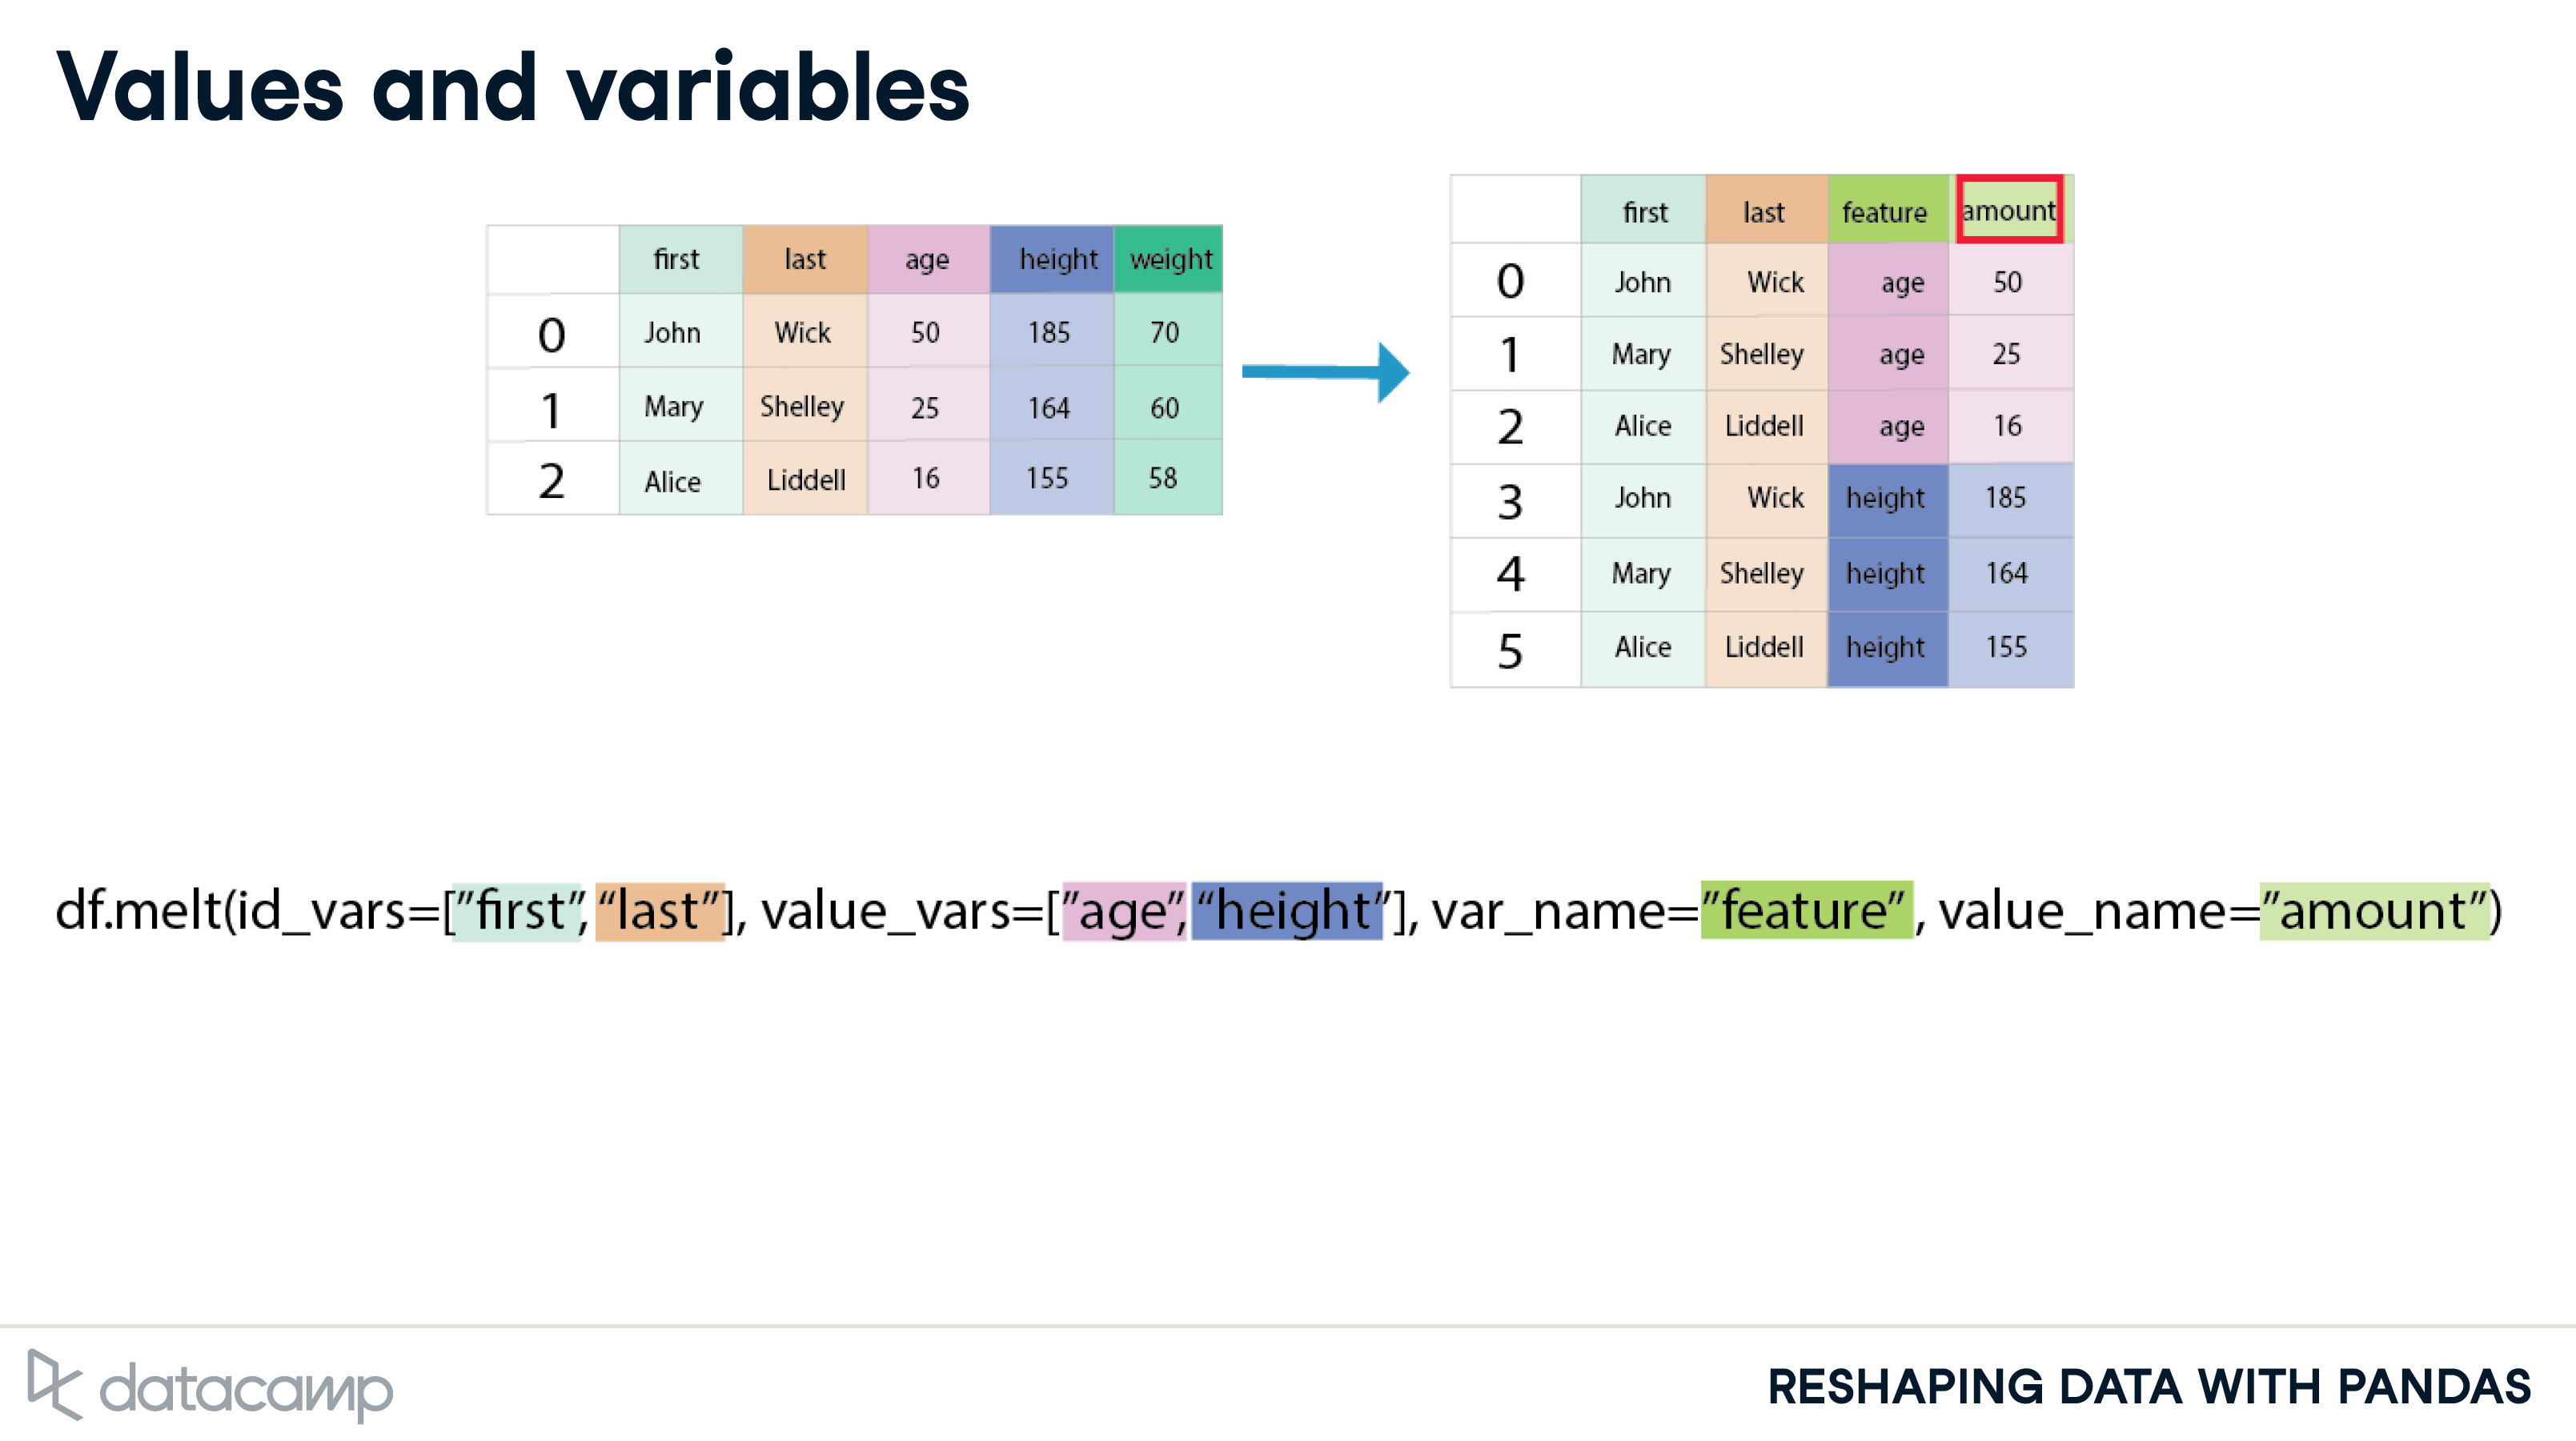 Values and variables
first last age height weight
0 John Wick 50 185 70
1 Mary Shelley 25 164 60
2 Alice Liddell 16 155 58
first last feature amount
0 John Wick age 50
1 Mary Shelley age 25
2 Alice Liddell age 16
3 John Wick height 185
4 Mary Shelley height 164
5 Alice Liddell height 155
df.melt(id_vars=[”first”, “last”], value_vars=[”age”, “height”], var_name=”feature” , value_name=”amount”)
datacamp
RESHAPING DATA WITH PANDAS